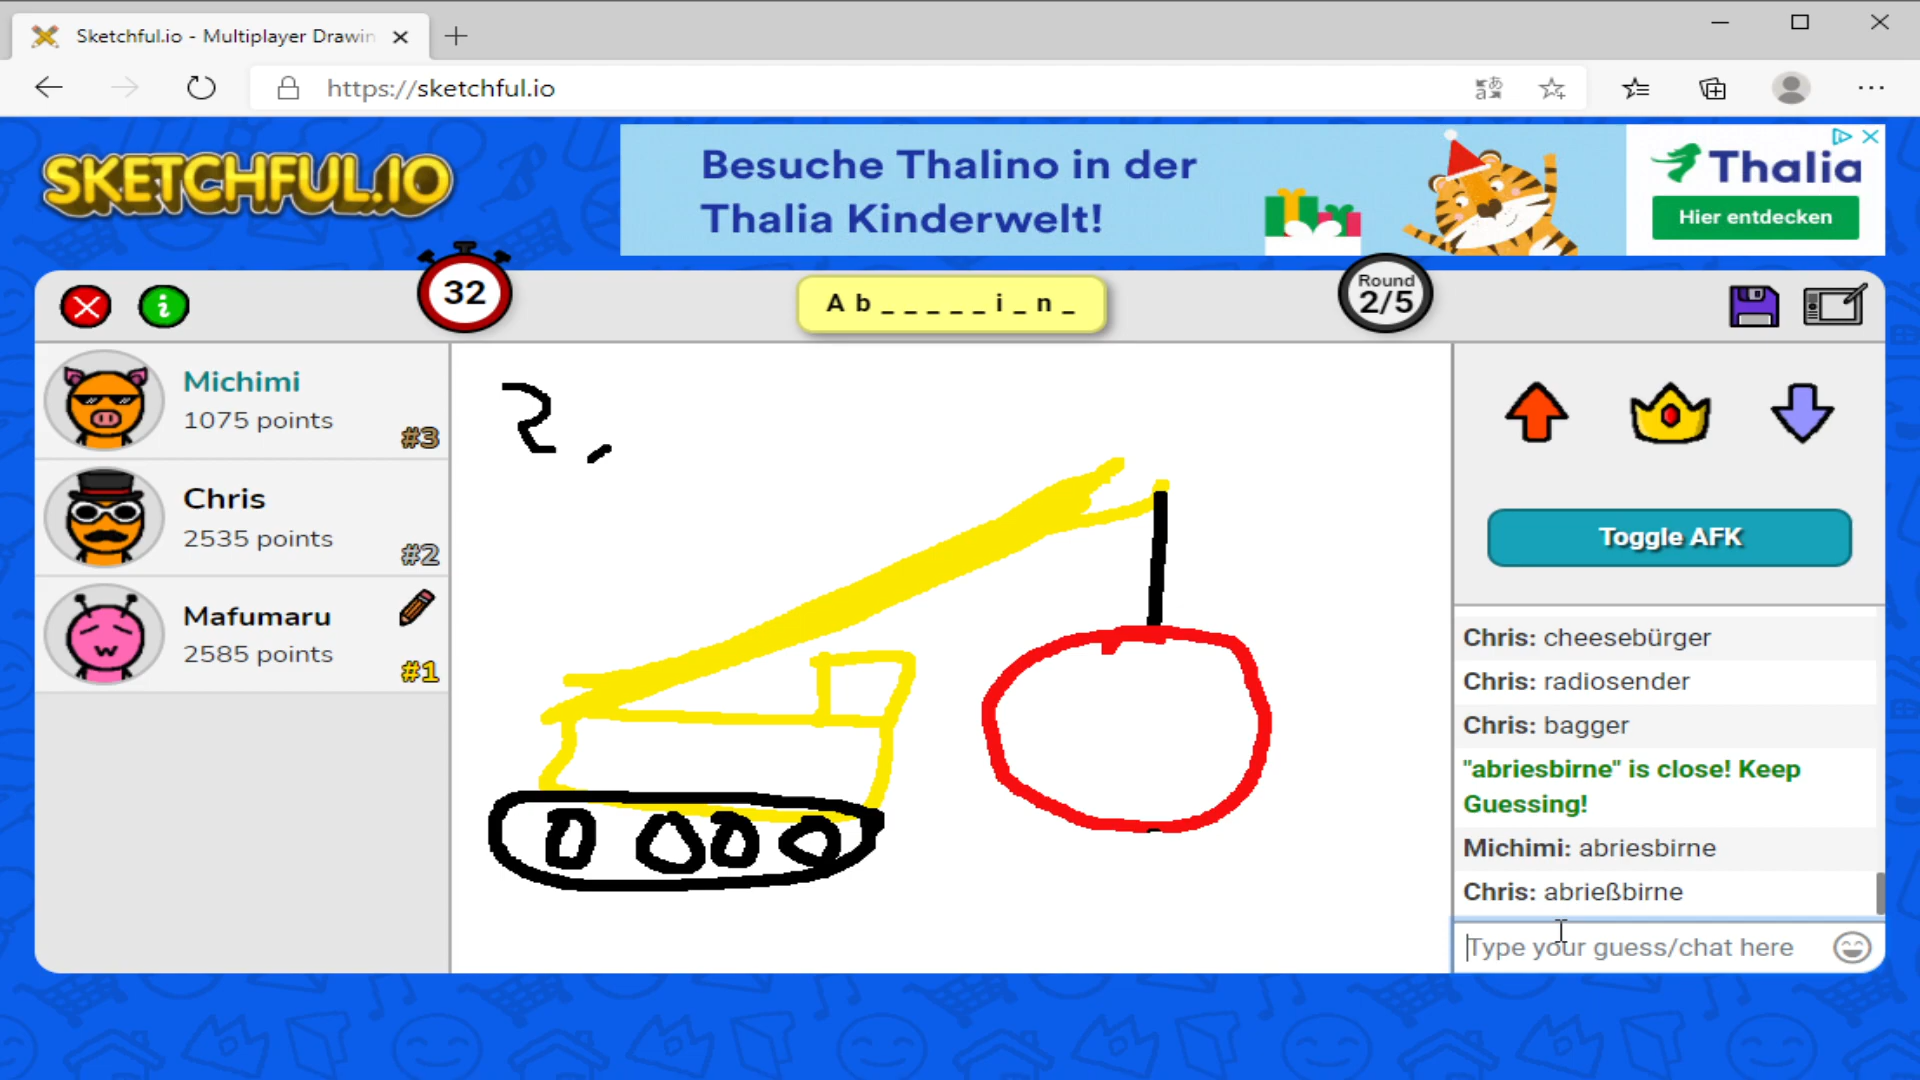 Sketchful.io - Multiplayer Drawin
https://sketchful.io
SKETCHFUL.IO
Besuche Thalino in der
Thalia Kinderwelt!
Thalia
Hier entdecken
32
A b _ _ _ _ _ i _ n _
Round
2/5
Michimi
1075 points
#3
Chris
2535 points
#2
Mafumaru
2585 points
#1
2,
Toggle AFK
Chris: cheesebürger
Chris: radiosender
Chris: bagger
"abriesbirne" is close! Keep
Guessing!
Michimi: abriesbirne
Chris: abrießbirne
Type your guess/chat here